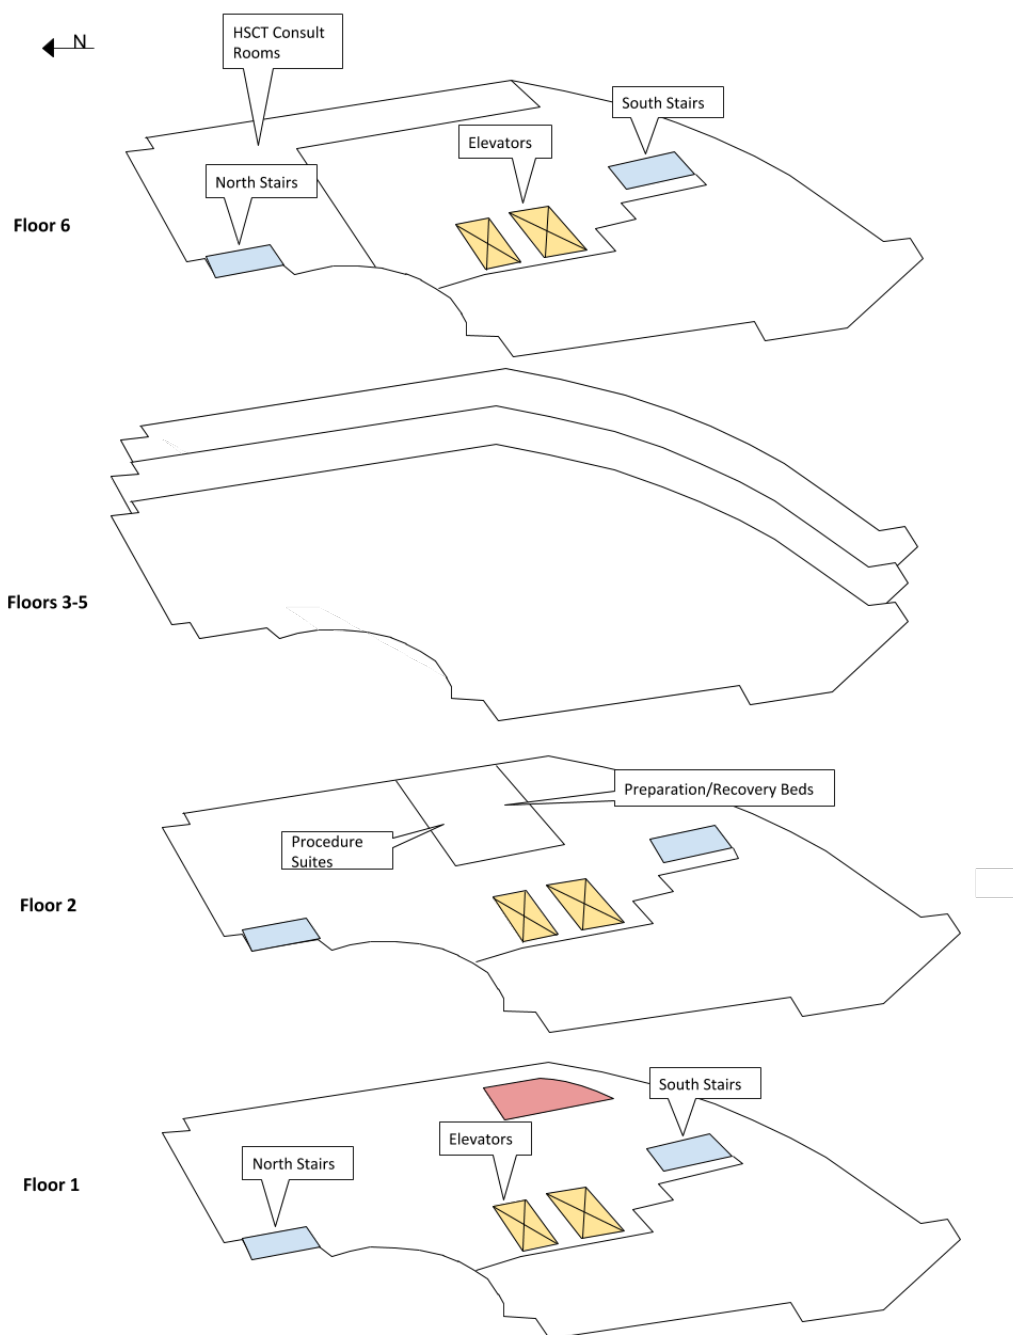 N
HSCT Consult
Rooms
South Stairs
Elevators
North Stairs
Floor 6
Floors 3-5
Preparation/Recovery Beds
Procedure
Suites
Floor 2
South Stairs
Elevators
North Stairs
Floor 1